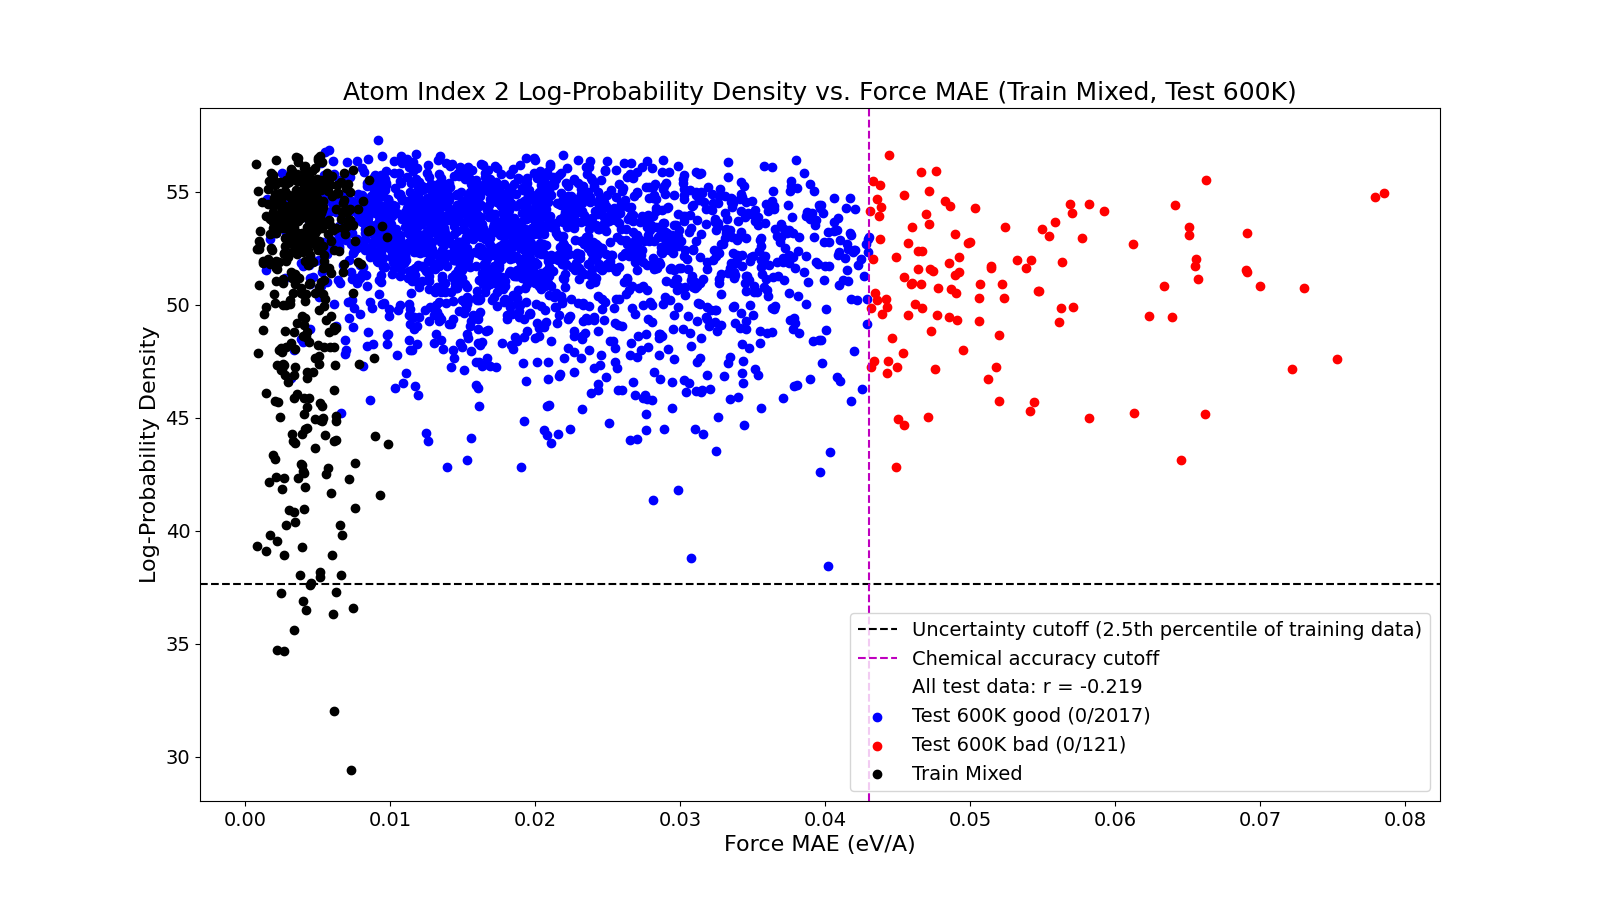 Atom Index 2 Log-Probability Density vs. Force MAE (Train Mixed, Test 600K)
Log-Probability Density
55
50
45
40
35
30
Uncertainty cutoff (2.5th percentile of training data)
Chemical accuracy cutoff
All test data: r = -0.219
Test 600K good (0/2017)
Test 600K bad (0/121)
Train Mixed
0.00 0.01 0.02 0.03 0.04 0.05 0.06 0.07 0.08
Force MAE (eV/A)